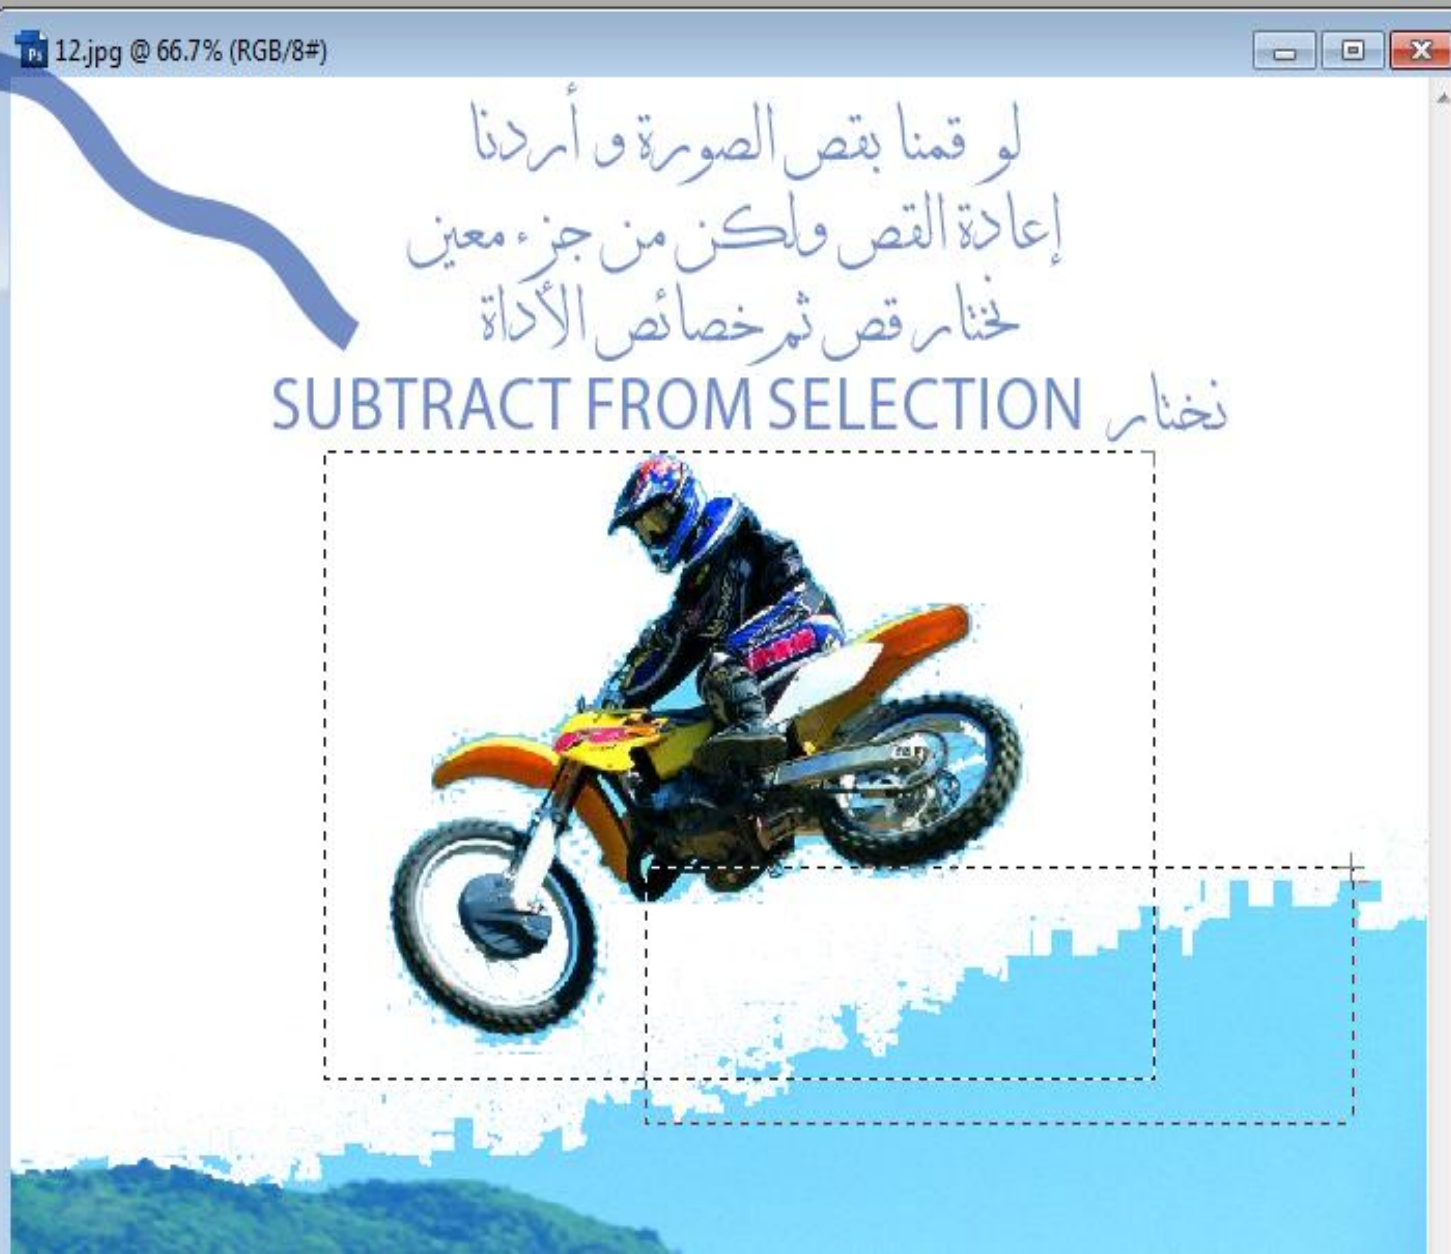 12.jpg @ 66.7% (RGB/8#)
لو قمنا بقص الصورة و أردنا
إعادة القص ولكن من جزء معين
نختار قص ثم خصائص الأداة
نختار SUBTRACT FROM SELECTION